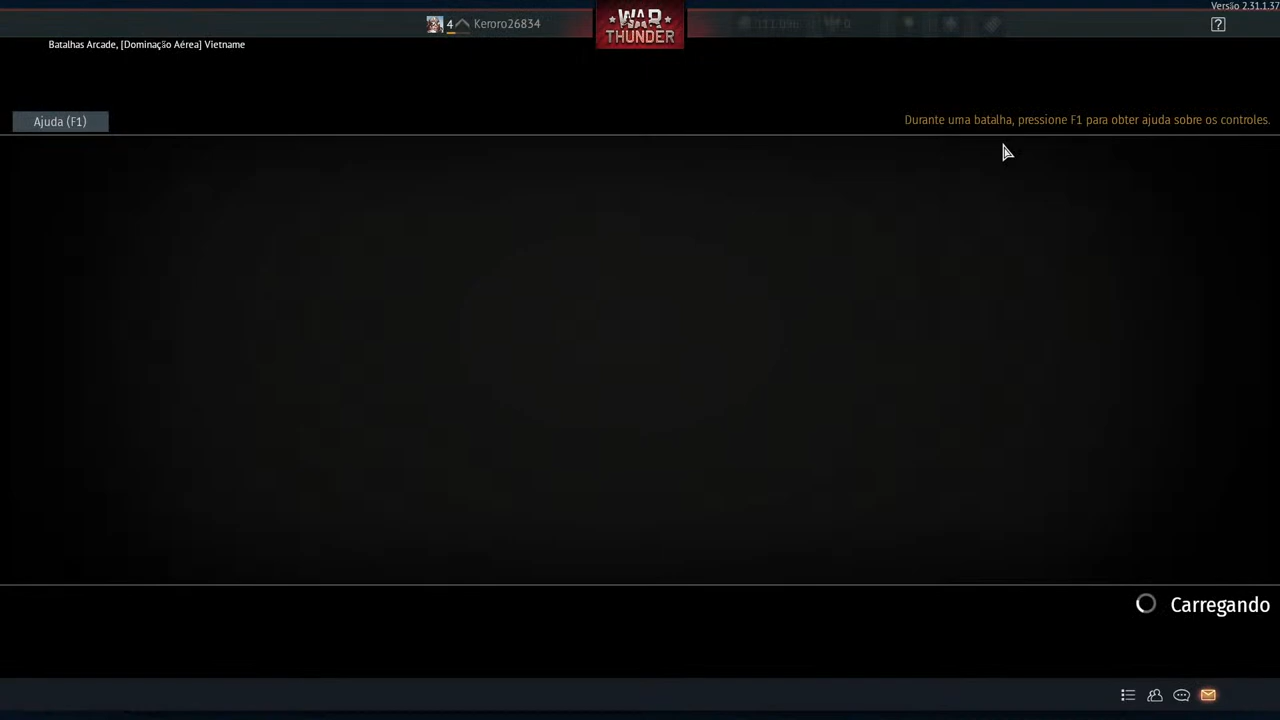 Versão 2.31.1.37
4 Keroro26834
WAR
THUNDER
Batalhas Arcade, [Dominação Aérea] Vietname
Ajuda (F1)
Durante uma batalha, pressione F1 para obter ajuda sobre os controles.
Carregando